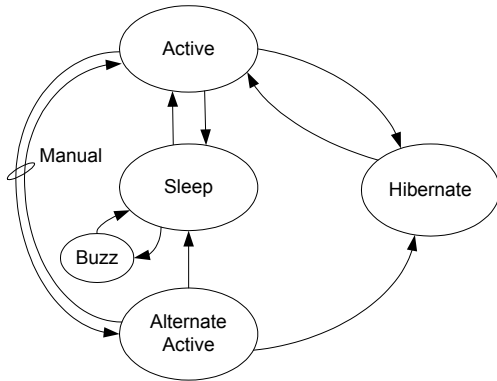 Active
Manual
Sleep
Hibernate
Buzz
Alternate
Active